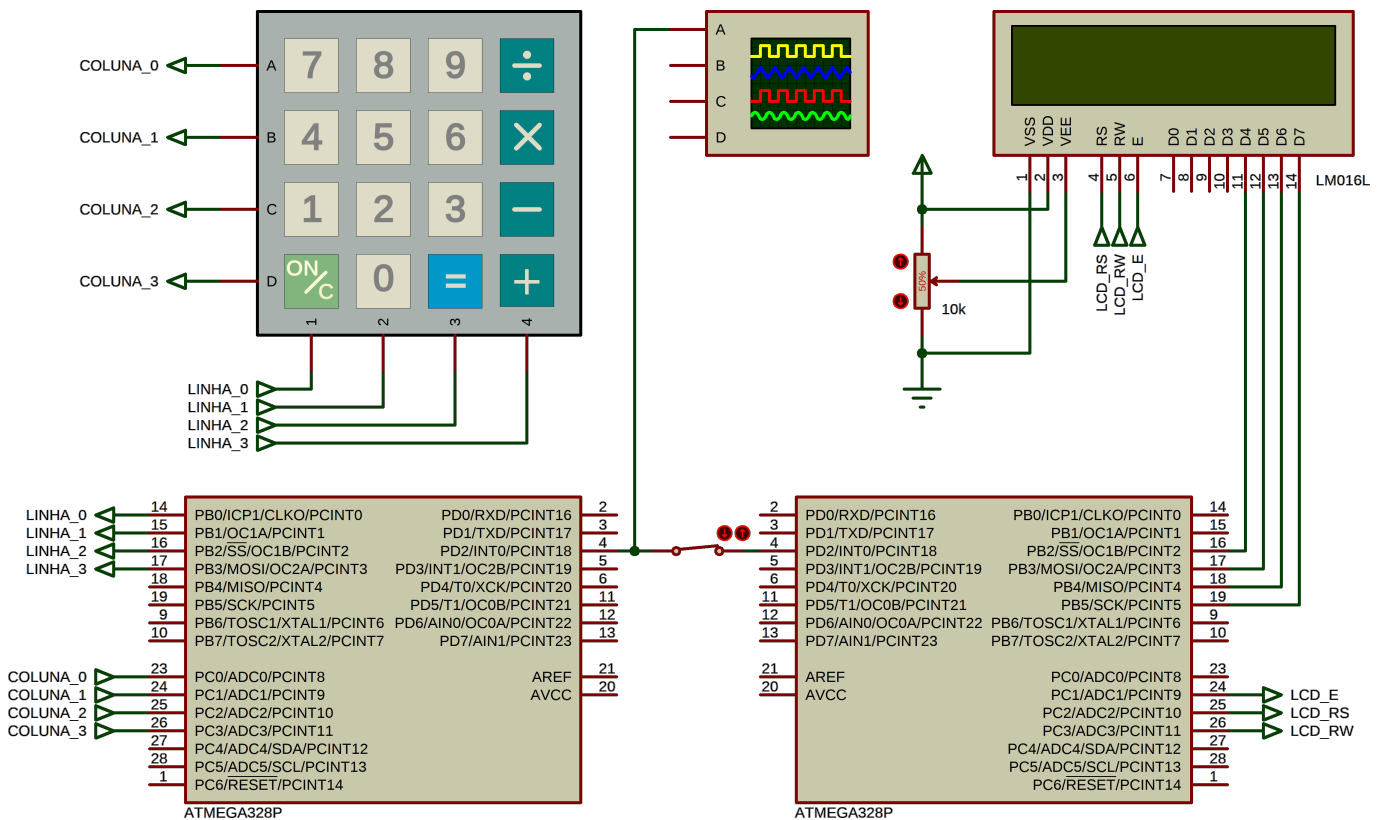 COLUNA_0
COLUNA_1
COLUNA_2
COLUNA_3
A
B
C
D
7 8 9 ÷
4 5 6 ×
1 2 3 −
ON/C 0 = +
1 2 3 4
LINHA_0
LINHA_1
LINHA_2
LINHA_3
A
B
C
D
VSS VDD VEE RS RW E D0 D1 D2 D3 D4 D5 D6 D7
1 2 3 4 5 6 7 8 9 10 11 12 13 14
LM016L
LCD_RS
LCD_RW
LCD_E
50%
10k
LINHA_0 14 PB0/ICP1/CLKO/PCINT0 PD0/RXD/PCINT16 2
LINHA_1 15 PB1/OC1A/PCINT1 PD1/TXD/PCINT17 3
LINHA_2 16 PB2/SS/OC1B/PCINT2 PD2/INT0/PCINT18 4
LINHA_3 17 PB3/MOSI/OC2A/PCINT3 PD3/INT1/OC2B/PCINT19 5
18 PB4/MISO/PCINT4 PD4/T0/XCK/PCINT20 6
19 PB5/SCK/PCINT5 PD5/T1/OC0B/PCINT21 11
9 PB6/TOSC1/XTAL1/PCINT6 PD6/AIN0/OC0A/PCINT22 12
10 PB7/TOSC2/XTAL2/PCINT7 PD7/AIN1/PCINT23 13
COLUNA_0 23 PC0/ADC0/PCINT8 AREF 21
COLUNA_1 24 PC1/ADC1/PCINT9 AVCC 20
COLUNA_2 25 PC2/ADC2/PCINT10
COLUNA_3 26 PC3/ADC3/PCINT11
27 PC4/ADC4/SDA/PCINT12
28 PC5/ADC5/SCL/PCINT13
1 PC6/RESET/PCINT14
ATMEGA328P
2 PD0/RXD/PCINT16 PB0/ICP1/CLKO/PCINT0 14
3 PD1/TXD/PCINT17 PB1/OC1A/PCINT1 15
4 PD2/INT0/PCINT18 PB2/SS/OC1B/PCINT2 16
5 PD3/INT1/OC2B/PCINT19 PB3/MOSI/OC2A/PCINT3 17
6 PD4/T0/XCK/PCINT20 PB4/MISO/PCINT4 18
11 PD5/T1/OC0B/PCINT21 PB5/SCK/PCINT5 19
12 PD6/AIN0/OC0A/PCINT22 PB6/TOSC1/XTAL1/PCINT6 9
13 PD7/AIN1/PCINT23 PB7/TOSC2/XTAL2/PCINT7 10
21 AREF PC0/ADC0/PCINT8 23
20 AVCC PC1/ADC1/PCINT9 24 LCD_E
PC2/ADC2/PCINT10 25 LCD_RS
PC3/ADC3/PCINT11 26 LCD_RW
PC4/ADC4/SDA/PCINT12 27
PC5/ADC5/SCL/PCINT13 28
PC6/RESET/PCINT14 1
ATMEGA328P